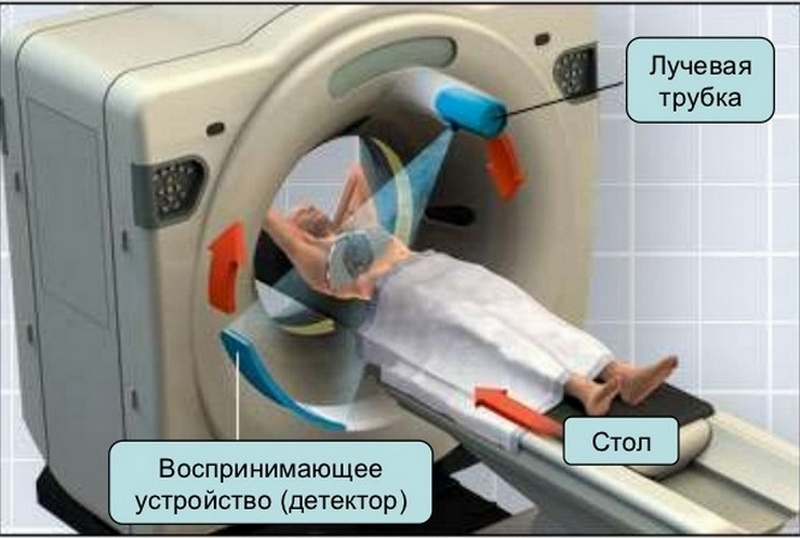 Лучевая
трубка
Стол
Воспринимающее
устройство (детектор)